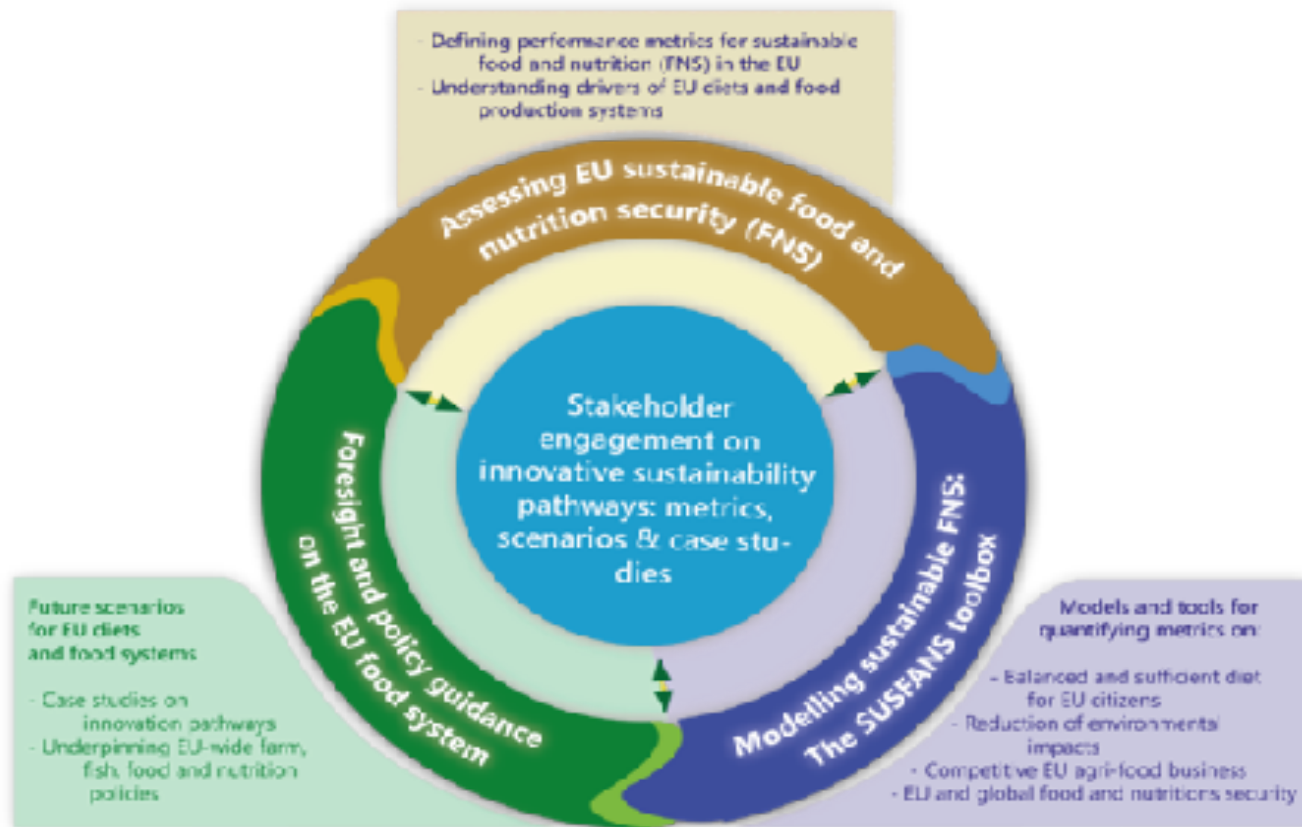 - Defining performance metrics for sustainable
food and nutrition (FNS) in the EU
- Understanding drivers of EU diets and food
production systems
Assessing EU sustainable food and
nutrition security (FNS)
Stakeholder
engagement on
innovative sustainability
pathways: metrics,
scenarios & case stu-
dies
Foresight and policy guidance
on the EU food system
Modelling sustainable FNS:
The SUSFANS toolbox
Future scenarios
for EU diets
and food systems
- Case studies on
innovation pathways
- Underpinning EU-wide farm,
fish, food and nutrition
policies
Models and tools for
quantifying metrics on:
- Balanced and sufficient diet
for EU citizens
- Reduction of environmental
impacts
- Competitive EU agri-food business
- EU and global food and nutritions security